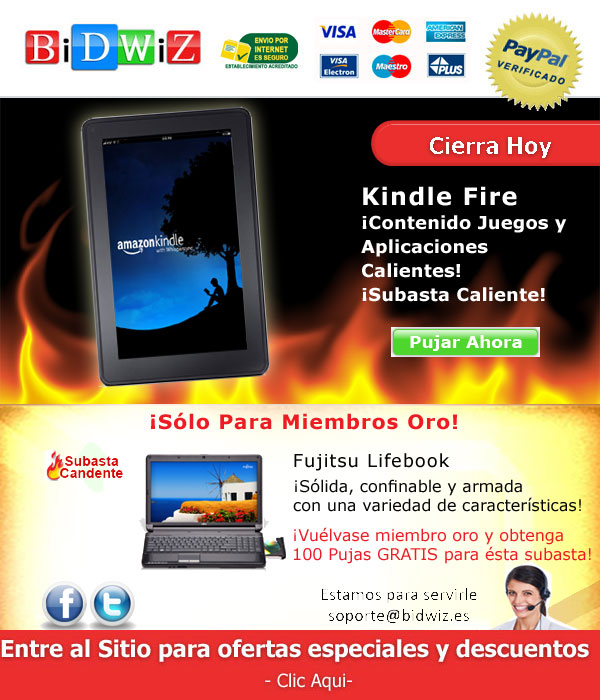 BiDWiZ
ENVIO POR
INTERNET
ES SEGURO
ESTABLECIMIENTO ACREDITADO
VISA
MasterCard
AMERICAN
EXPRESS
VISA
Electron
Maestro
PLUS
PayPal
VERIFICADO
Cierra Hoy
amazonkindle
with Whispersync
Kindle Fire
¡Contenido Juegos y
Aplicaciones
Calientes!
¡Subasta Caliente!
Pujar Ahora
¡Sólo Para Miembros Oro!
Subasta
Candente
Fujitsu Lifebook
¡Sólida, confinable y armada
con una variedad de características!
¡Vuélvase miembro oro y obtenga
100 Pujas GRATIS para ésta subasta!
Estamos para servirle
soporte@bidwiz.es
Entre al Sitio para ofertas especiales y descuentos
- Clic Aqui-